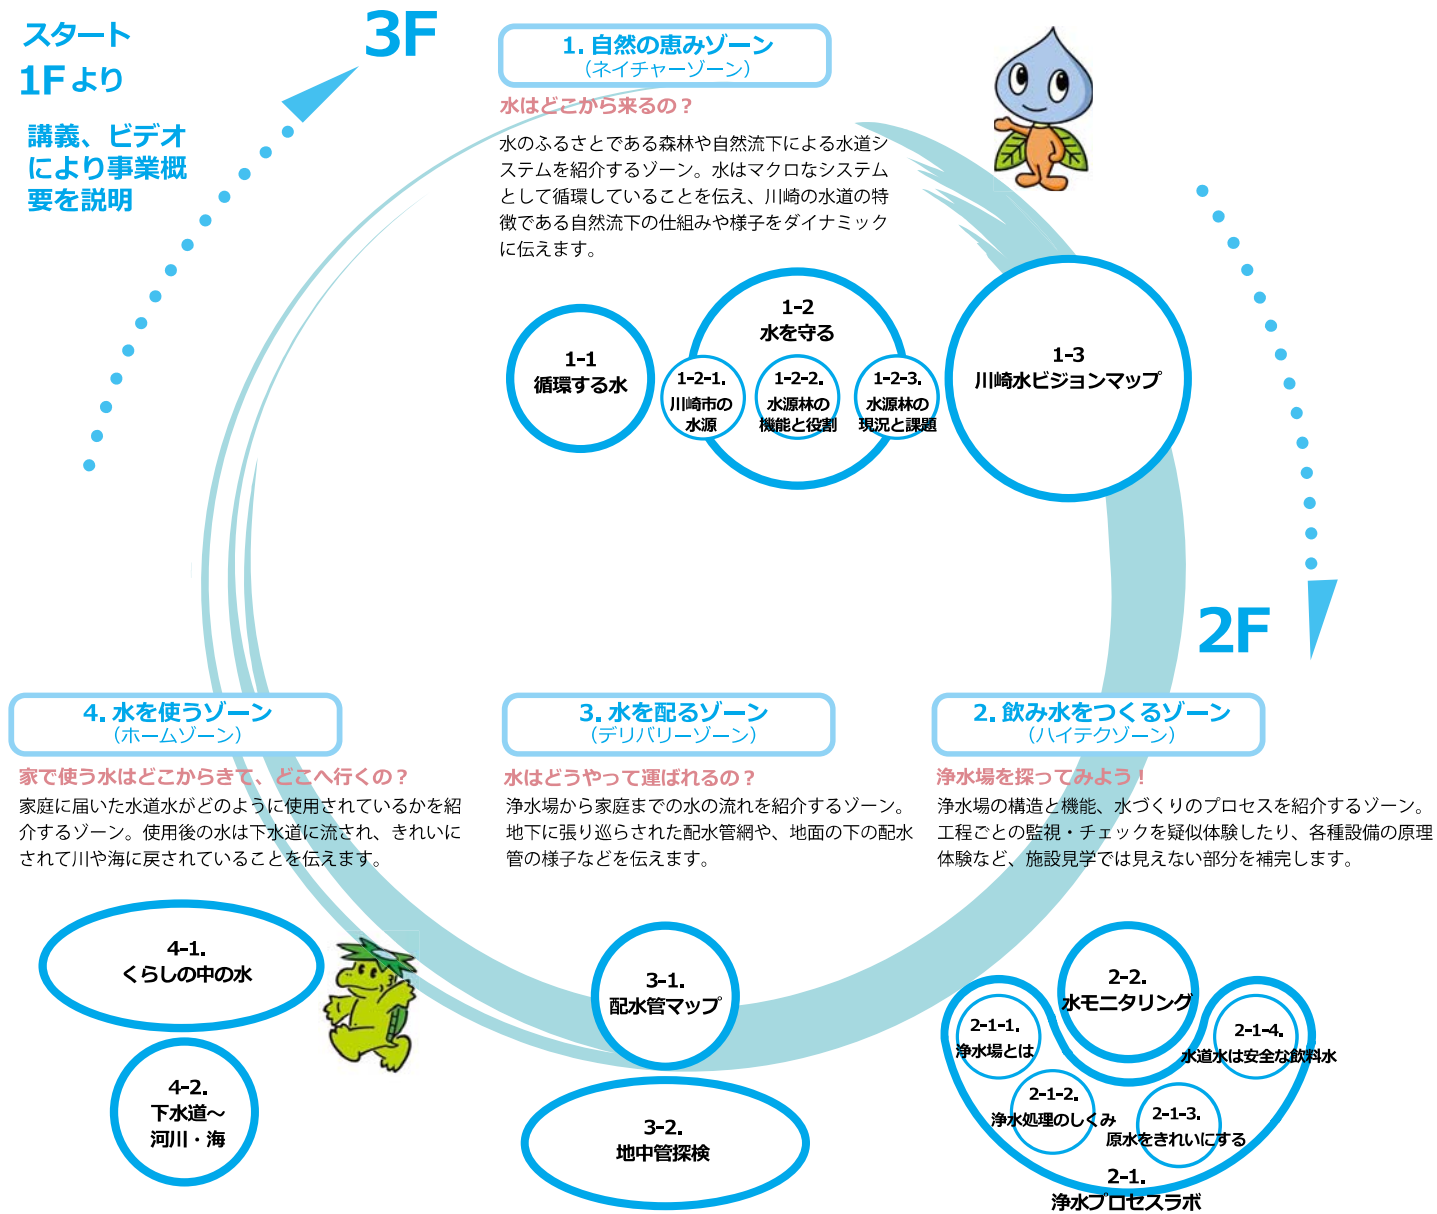 スタート
1Fより
講義、ビデオ
により事業概
要を説明
3F
1. 自然の恵みゾーン
（ネイチャーゾーン）
水はどこから来るの？
水のふるさとである森林や自然流下による水道シ
ステムを紹介するゾーン。水はマクロなシステム
として循環していることを伝え、川崎の水道の特
徴である自然流下の仕組みや様子をダイナミック
に伝えます。
1-1
循環する水
1-2
水を守る
1-2-1.
川崎市の
水源
1-2-2.
水源林の
機能と役割
1-2-3.
水源林の
現況と課題
1-3
川崎水ビジョンマップ
2F
4. 水を使うゾーン
（ホームゾーン）
家で使う水はどこからきて、どこへ行くの？
家庭に届いた水道水がどのように使用されているかを紹
介するゾーン。使用後の水は下水道に流され、きれいに
されて川や海に戻されていることを伝えます。
4-1.
くらしの中の水
4-2.
下水道～
河川・海
3. 水を配るゾーン
（デリバリーゾーン）
水はどうやって運ばれるの？
浄水場から家庭までの水の流れを紹介するゾーン。
地下に張り巡らされた配水管網や、地面の下の配水
管の様子などを伝えます。
3-1.
配水管マップ
3-2.
地中管探検
2. 飲み水をつくるゾーン
（ハイテクゾーン）
浄水場を探ってみよう！
浄水場の構造と機能、水づくりのプロセスを紹介するゾーン。
工程ごとの監視・チェックを疑似体験したり、各種設備の原理
体験など、施設見学では見えない部分を補完します。
2-2.
水モニタリング
2-1-1.
浄水場とは
2-1-2.
浄水処理のしくみ
2-1-3.
原水をきれいにする
2-1-4.
水道水は安全な飲料水
2-1.
浄水プロセスラボ